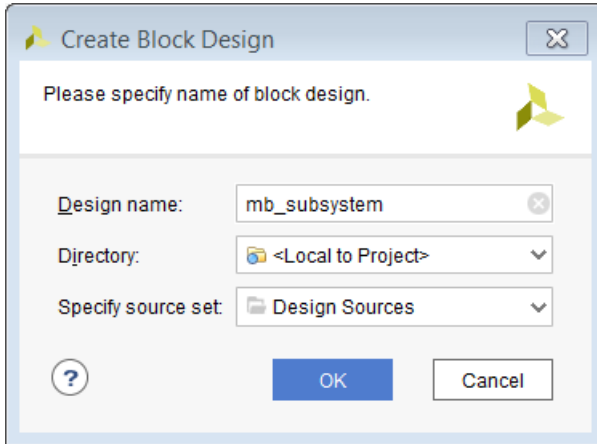 Create Block Design
Please specify name of block design.
Design name: mb_subsystem
Directory: <Local to Project>
Specify source set: Design Sources
? OK Cancel